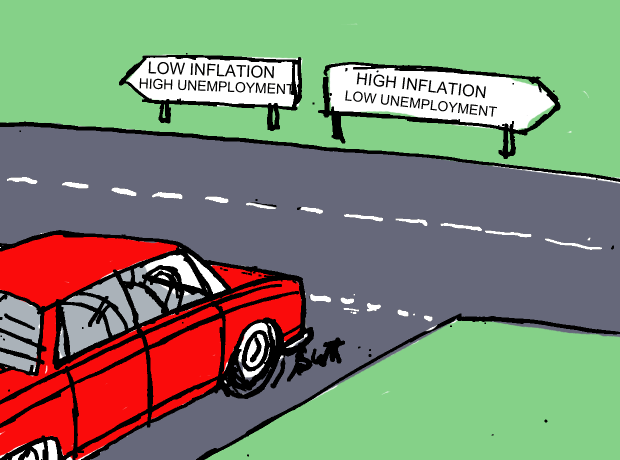 LOW INFLATION
HIGH UNEMPLOYMENT
HIGH INFLATION
LOW UNEMPLOYMENT